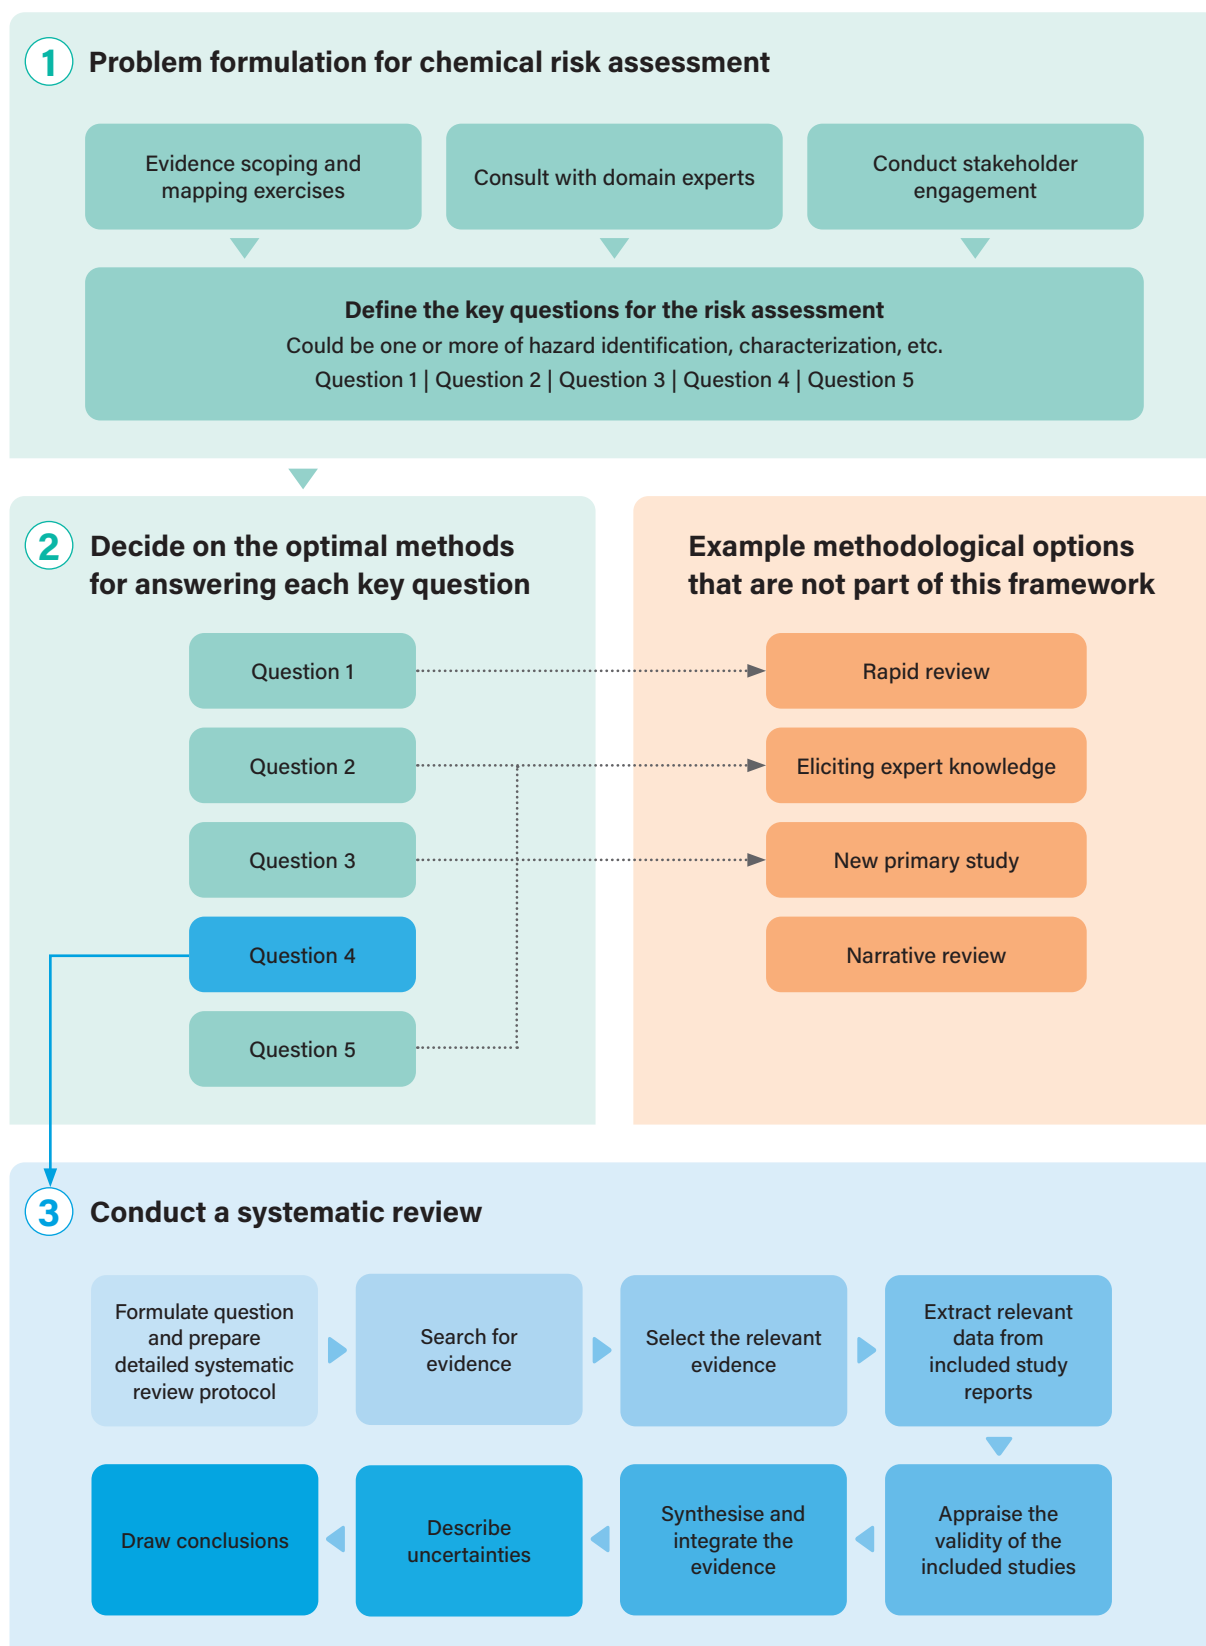 1
Problem formulation for chemical risk assessment
Evidence scoping and
mapping exercises
Consult with domain experts
Conduct stakeholder
engagement
Define the key questions for the risk assessment
Could be one or more of hazard identification, characterization, etc.
Question 1 | Question 2 | Question 3 | Question 4 | Question 5
2
Decide on the optimal methods
for answering each key question
Question 1
Question 2
Question 3
Question 4
Question 5
Example methodological options
that are not part of this framework
Rapid review
Eliciting expert knowledge
New primary study
Narrative review
3
Conduct a systematic review
Formulate question
and prepare
detailed systematic
review protocol
Search for
evidence
Select the relevant
evidence
Extract relevant
data from
included study
reports
Appraise the
validity of the
included studies
Synthesise and
integrate the
evidence
Describe
uncertainties
Draw conclusions